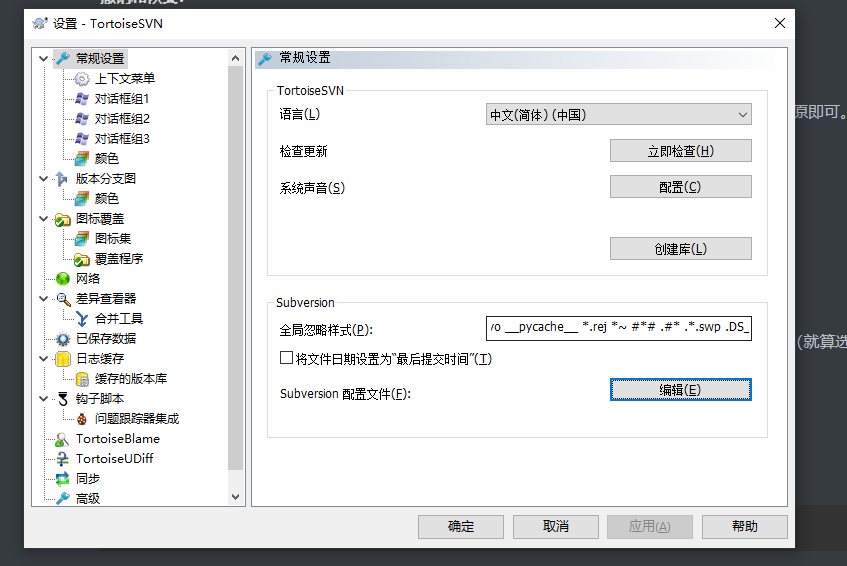 设置 - TortoiseSVN
常规设置
上下文菜单
对话框组1
对话框组2
对话框组3
颜色
版本分支图
颜色
图标覆盖
图标集
覆盖程序
网络
差异查看器
合并工具
已保存数据
日志缓存
缓存的版本库
钩子脚本
问题跟踪器集成
TortoiseBlame
TortoiseUDiff
同步
高级
常规设置
TortoiseSVN
语言(L)
中文(简体) (中国)
检查更新
立即检查(H)
系统声音(S)
配置(C)
创建库(L)
Subversion
全局忽略样式(P):
__pycache__ *.rej *~ #*# .#* .*.swp .DS_
将文件日期设置为“最后提交时间”(T)
Subversion 配置文件(F):
编辑(E)
确定
取消
应用(A)
帮助
原即可。
(就算选